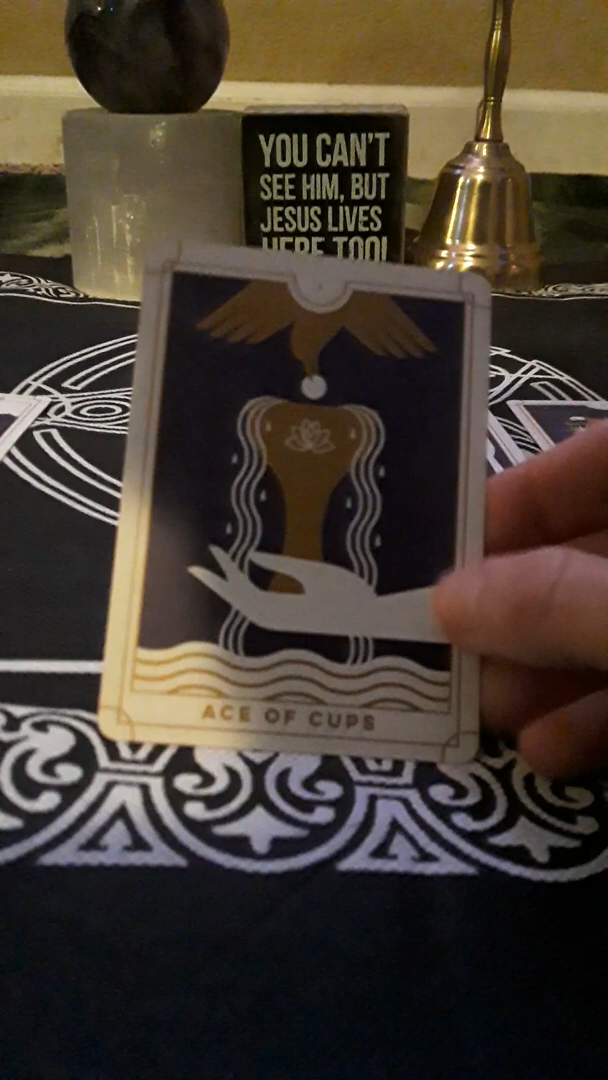 YOU CAN'T
SEE HIM, BUT
JESUS LIVES
HERE TOO!
ACE OF CUPS